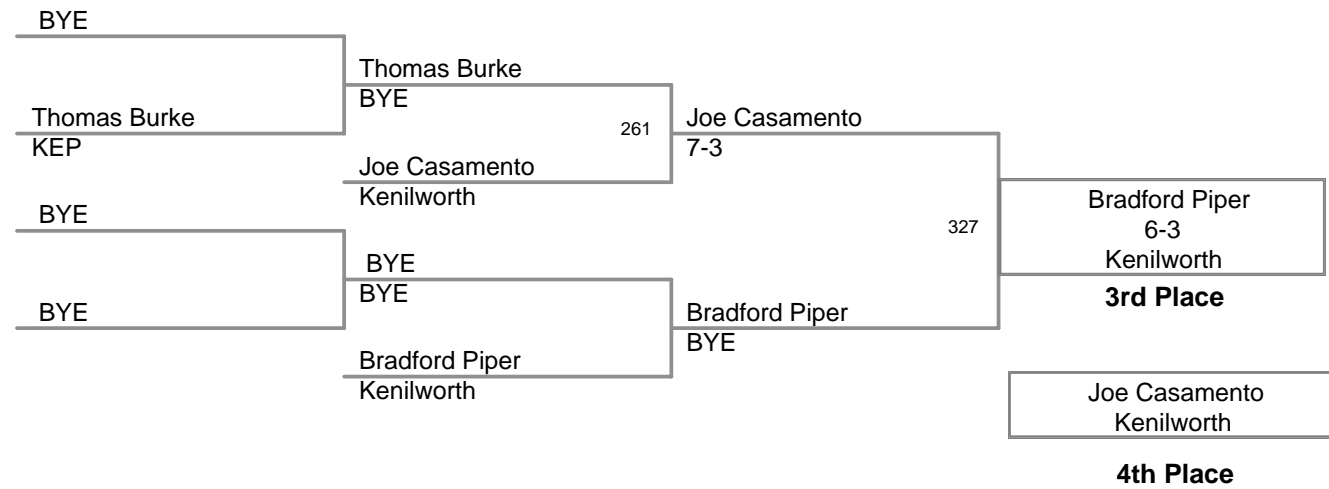 BYE
Thomas Burke
BYE
Thomas Burke
KEP
261
Joe Casamento
7-3
Joe Casamento
Kenilworth
BYE
327
Bradford Piper
6-3
Kenilworth
3rd Place
BYE
BYE
BYE
Bradford Piper
BYE
Bradford Piper
Kenilworth
Joe Casamento
Kenilworth
4th Place